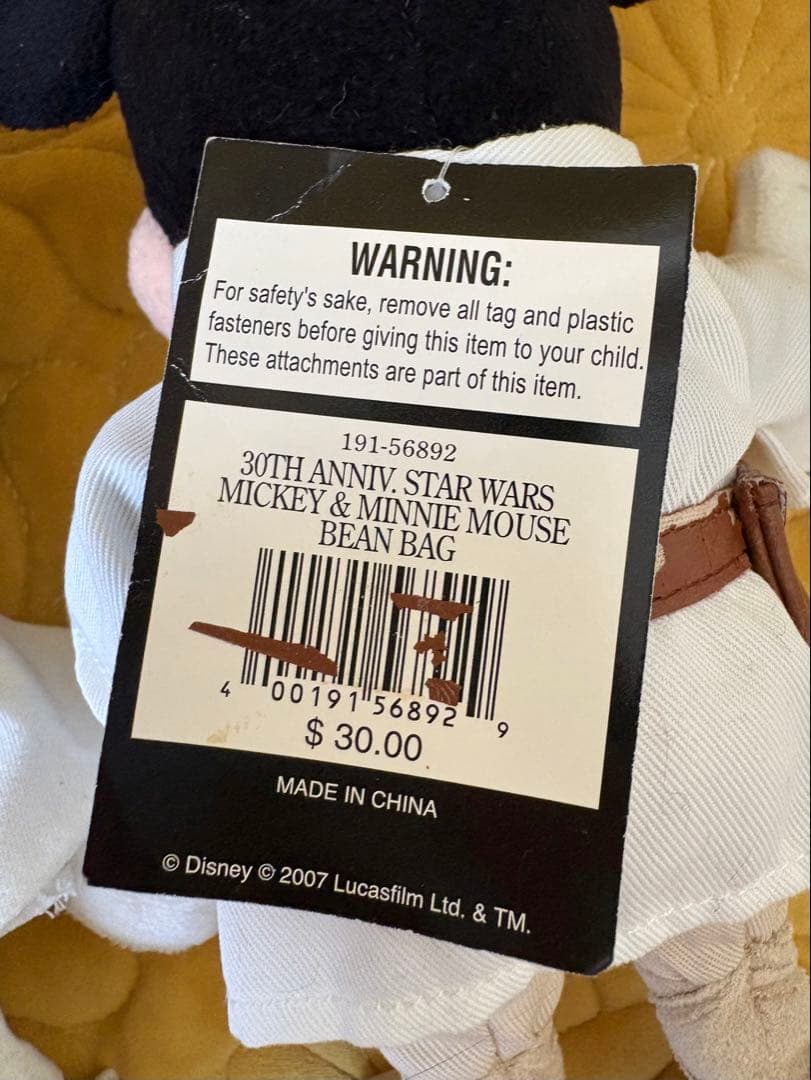 WARNING:
For safety's sake, remove all tag and plastic
fasteners before giving this item to your child.
These attachments are part of this item.
191-56892
30TH ANNIV. STAR WARS
MICKEY & MINNIE MOUSE
BEAN BAG
4 00191 56892 9
$ 30.00
MADE IN CHINA
© Disney © 2007 Lucasfilm Ltd. & TM.